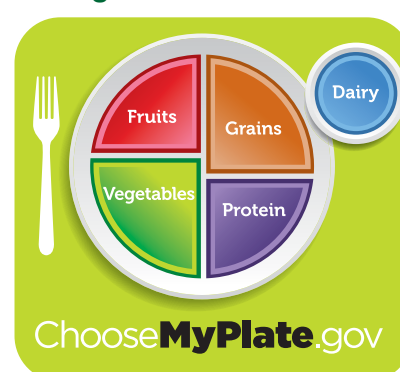 Dairy
Fruits
Grains
Vegetables
Protein
ChooseMyPlate.gov